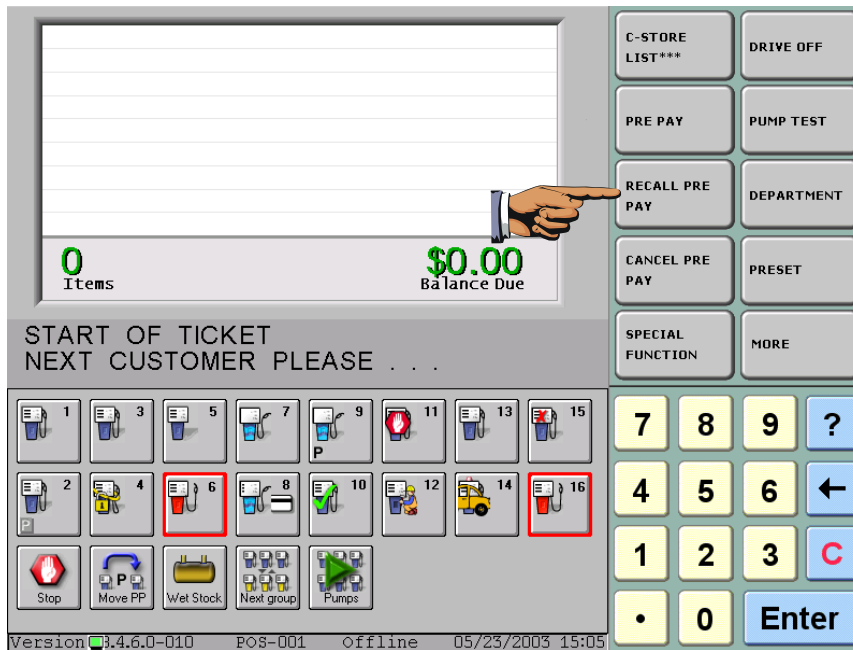 C-STORE
LIST***
DRIVE OFF
PRE PAY
PUMP TEST
RECALL PRE
PAY
DEPARTMENT
CANCEL PRE
PAY
PRESET
SPECIAL
FUNCTION
MORE
0
Items
$0.00
Balance Due
START OF TICKET
NEXT CUSTOMER PLEASE . . .
1
3
5
7
9
P
11
13
15
2
P
4
6
8
10
12
14
16
Stop
P
Move PP
Wet Stock
Next group
Pumps
7
8
9
?
4
5
6
←
1
2
3
C
•
0
Enter
Version 3.4.6.0-010 POS-001 Offline 05/23/2003 15:05